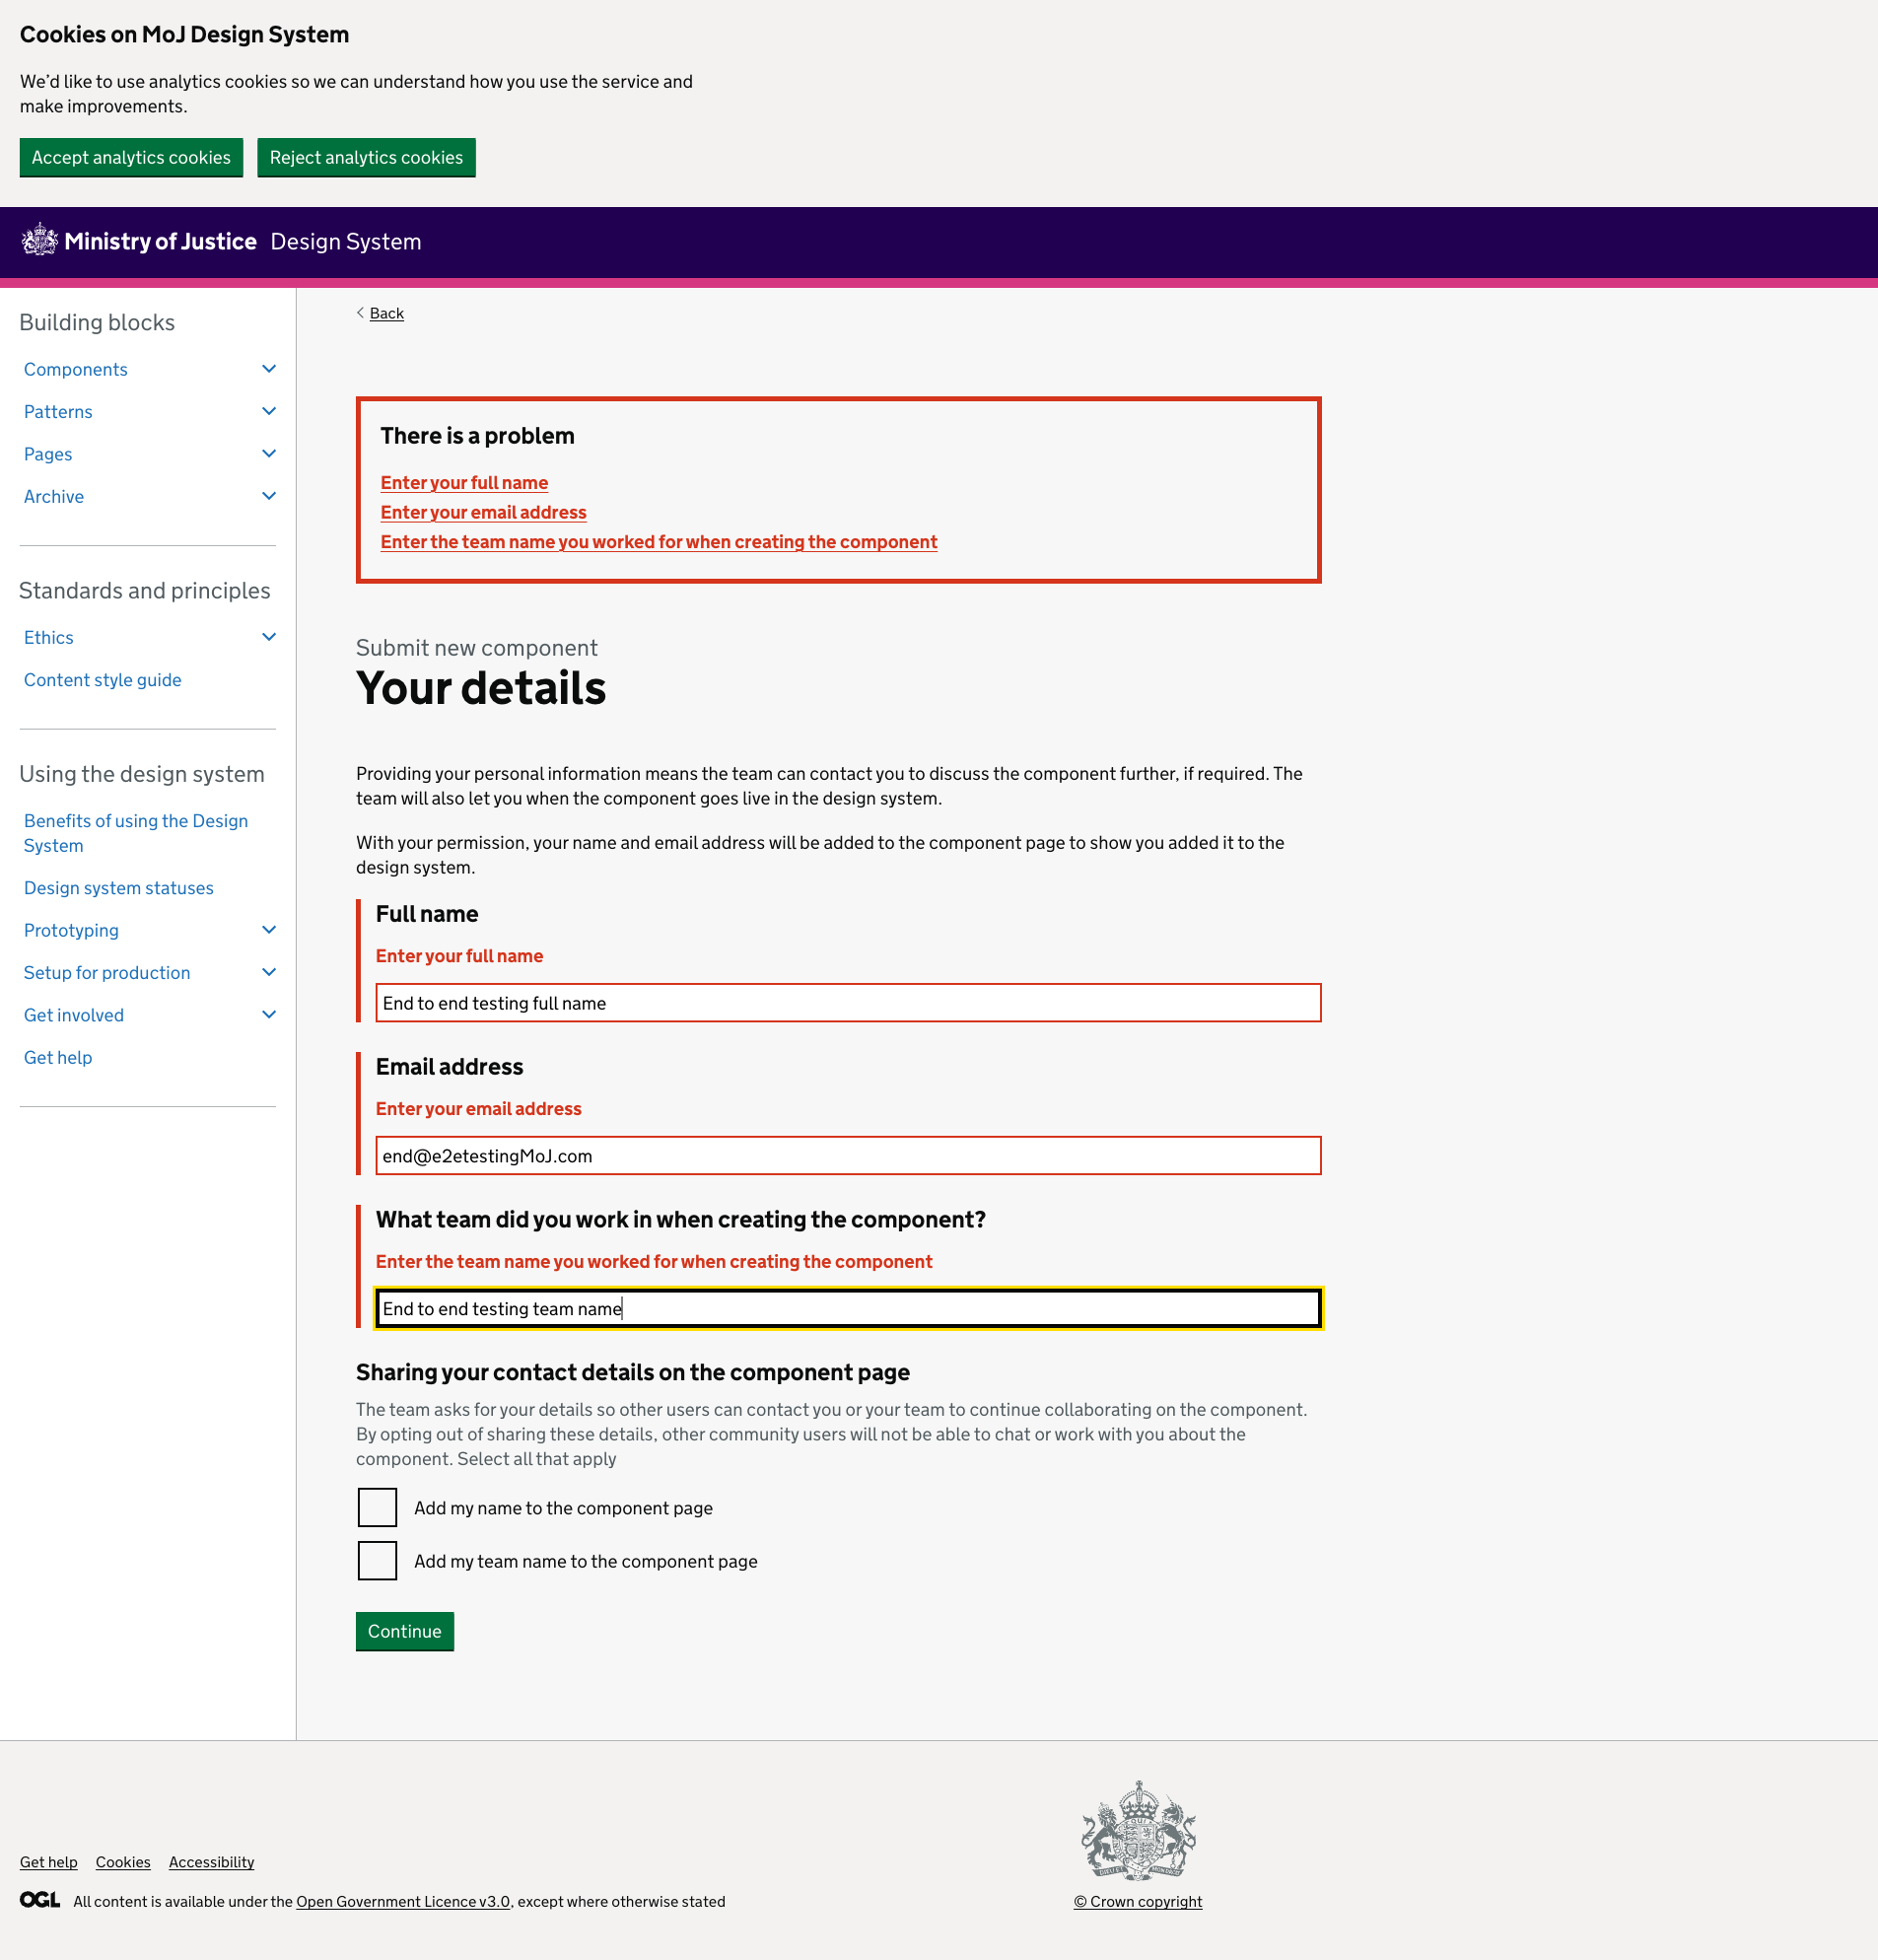 Cookies on MoJ Design System
We’d like to use analytics cookies so we can understand how you use the service and
make improvements.
Accept analytics cookies
Reject analytics cookies
Ministry of Justice Design System
Building blocks
Components
Patterns
Pages
Archive
Standards and principles
Ethics
Content style guide
Using the design system
Benefits of using the Design
System
Design system statuses
Prototyping
Setup for production
Get involved
Get help
Back
There is a problem
Enter your full name
Enter your email address
Enter the team name you worked for when creating the component
Submit new component
Your details
Providing your personal information means the team can contact you to discuss the component further, if required. The
team will also let you when the component goes live in the design system.
With your permission, your name and email address will be added to the component page to show you added it to the
design system.
Full name
Enter your full name
End to end testing full name
Email address
Enter your email address
end@e2etestingMoJ.com
What team did you work in when creating the component?
Enter the team name you worked for when creating the component
End to end testing team name
Sharing your contact details on the component page
The team asks for your details so other users can contact you or your team to continue collaborating on the component.
By opting out of sharing these details, other community users will not be able to chat or work with you about the
component. Select all that apply
Add my name to the component page
Add my team name to the component page
Continue
Get help Cookies Accessibility
OGL All content is available under the Open Government Licence v3.0, except where otherwise stated
© Crown copyright